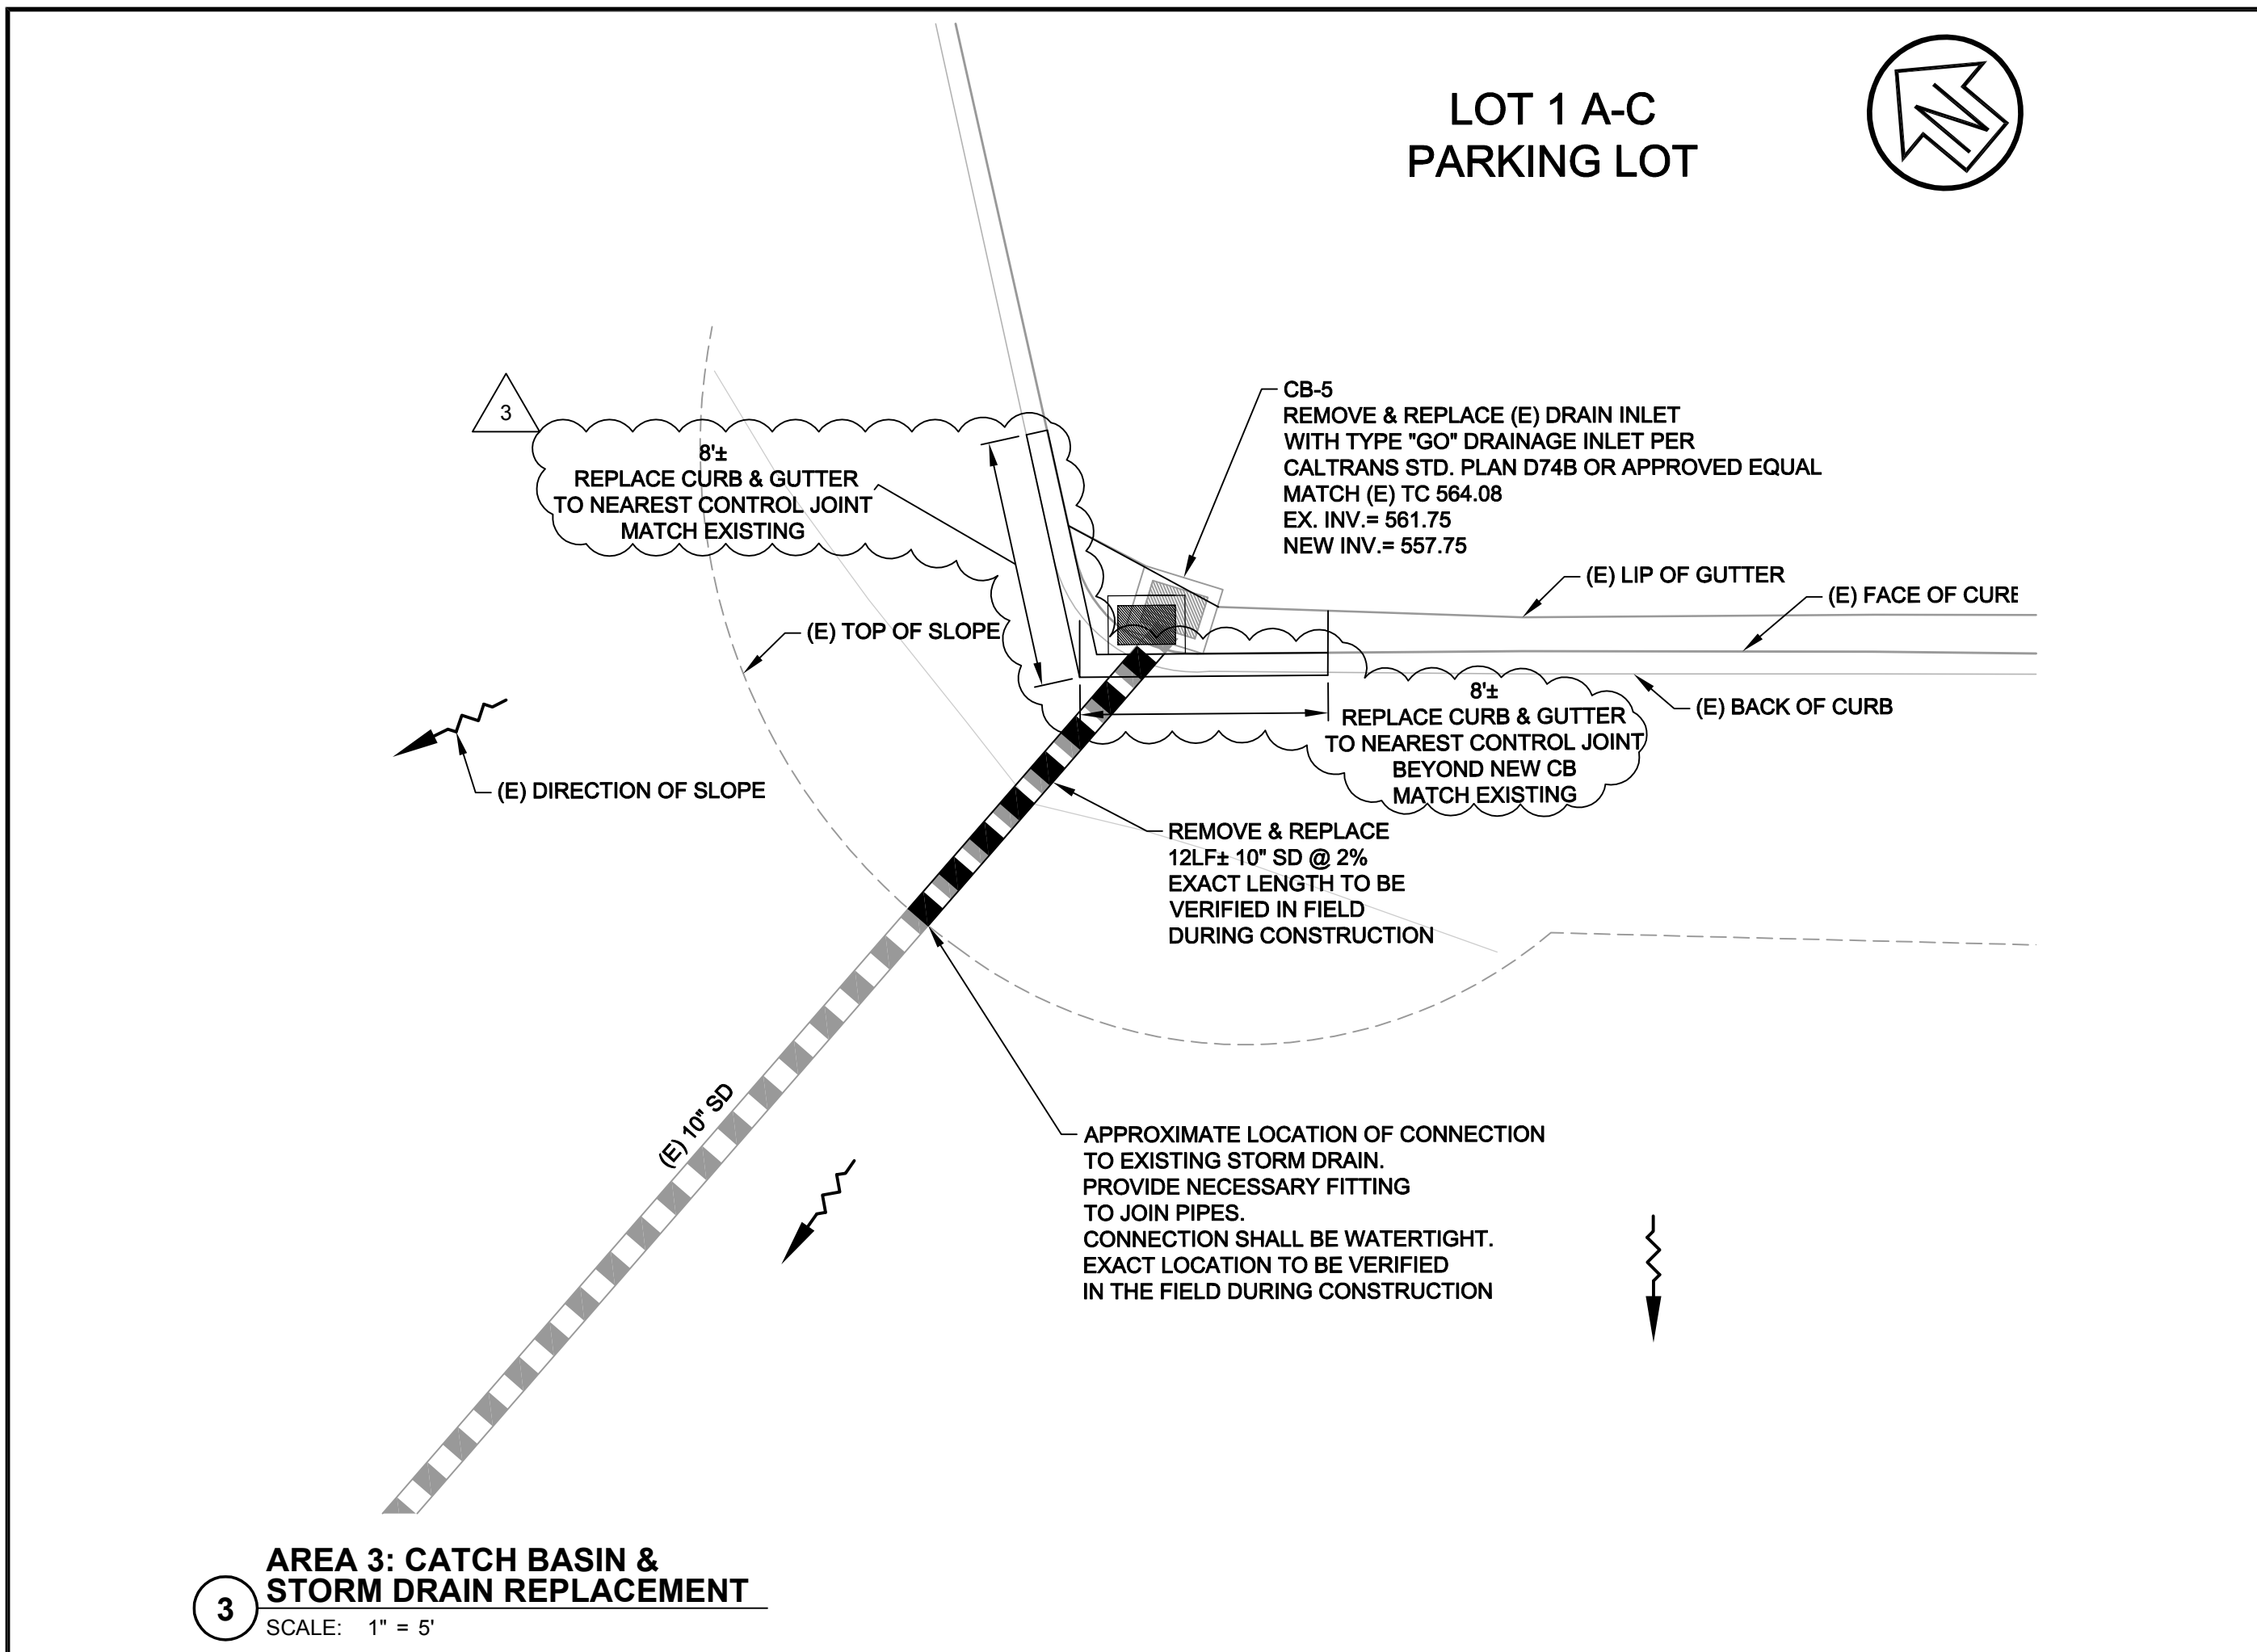 LOT 1 A-C
PARKING LOT
N
3
8'±
REPLACE CURB & GUTTER
TO NEAREST CONTROL JOINT
MATCH EXISTING
CB-5
REMOVE & REPLACE (E) DRAIN INLET
WITH TYPE "GO" DRAINAGE INLET PER
CALTRANS STD. PLAN D74B OR APPROVED EQUAL
MATCH (E) TC 564.08
EX. INV.= 561.75
NEW INV.= 557.75
(E) LIP OF GUTTER
(E) FACE OF CURB
(E) TOP OF SLOPE
(E) BACK OF CURB
8'±
REPLACE CURB & GUTTER
TO NEAREST CONTROL JOINT
BEYOND NEW CB
MATCH EXISTING
(E) DIRECTION OF SLOPE
REMOVE & REPLACE
12LF± 10" SD @ 2%
EXACT LENGTH TO BE
VERIFIED IN FIELD
DURING CONSTRUCTION
(E) 10" SD
APPROXIMATE LOCATION OF CONNECTION
TO EXISTING STORM DRAIN.
PROVIDE NECESSARY FITTING
TO JOIN PIPES.
CONNECTION SHALL BE WATERTIGHT.
EXACT LOCATION TO BE VERIFIED
IN THE FIELD DURING CONSTRUCTION
3
AREA 3: CATCH BASIN &
STORM DRAIN REPLACEMENT
SCALE: 1" = 5'